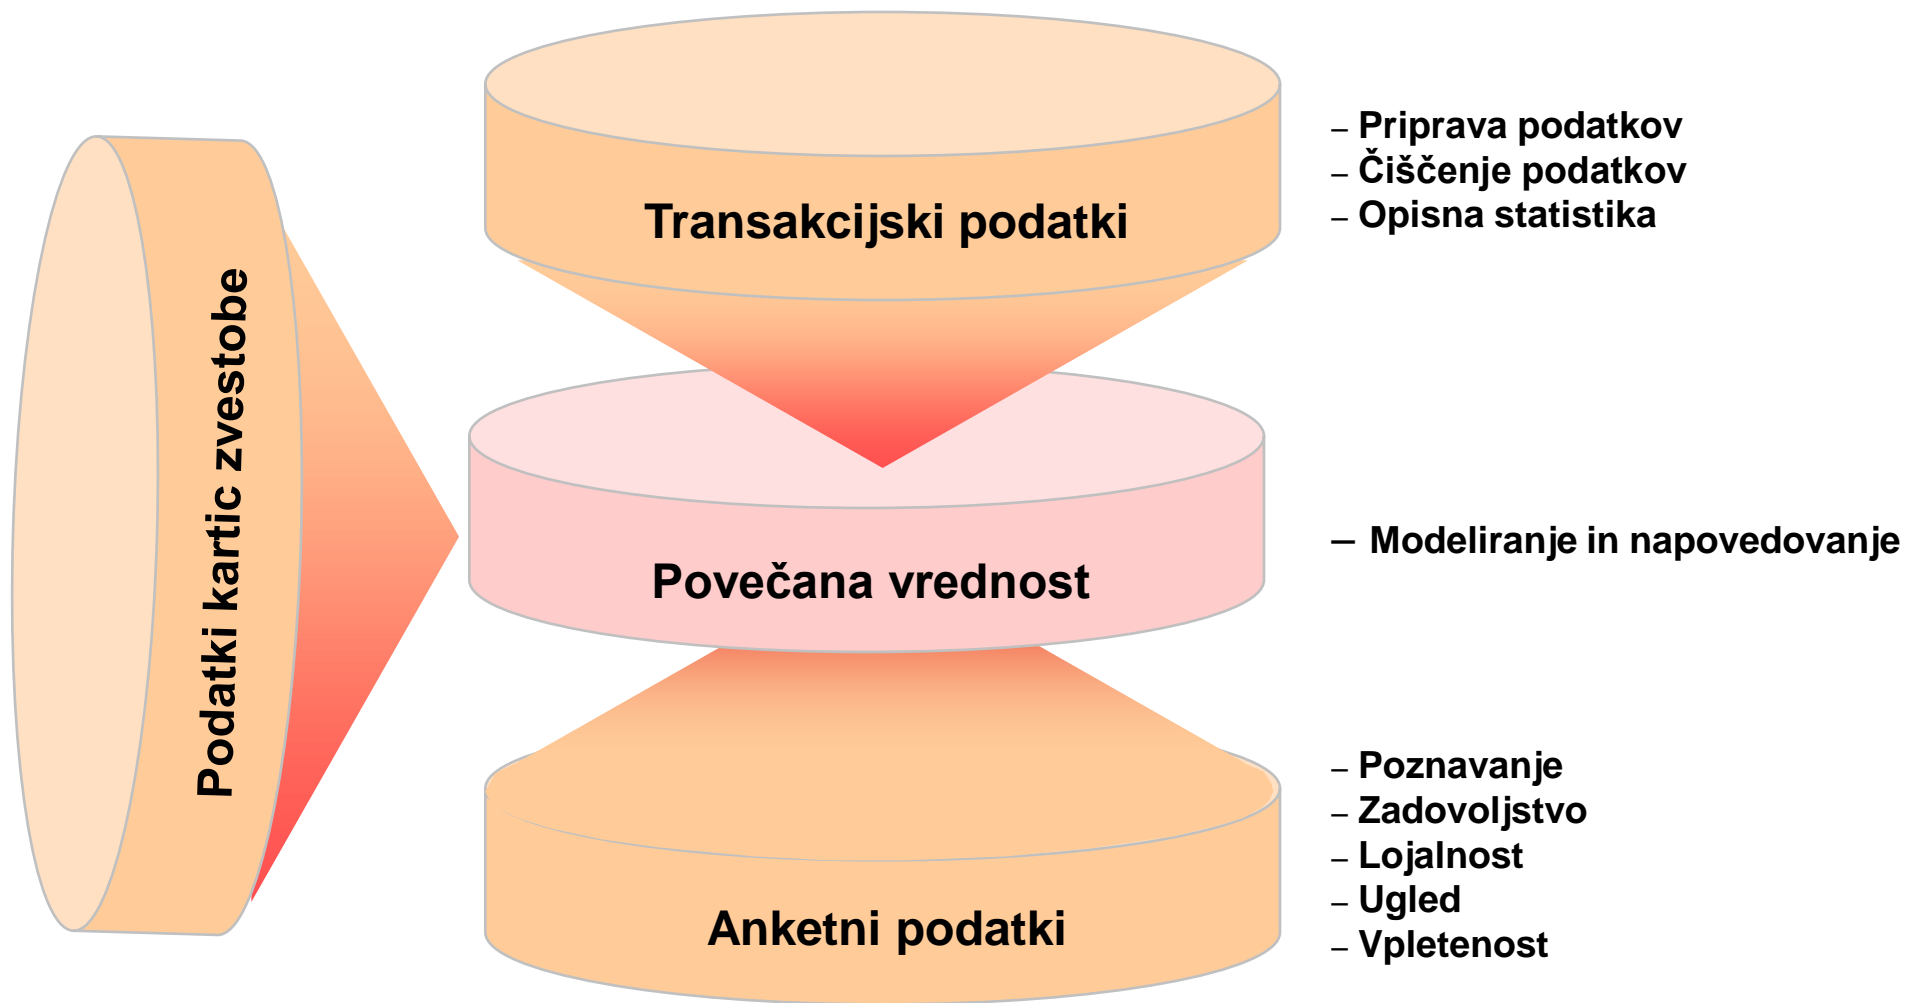 Transakcijski podatki
– Priprava podatkov
– Čiščenje podatkov
– Opisna statistika
Podatki kartic zvestobe
Povečana vrednost
– Modeliranje in napovedovanje
Anketni podatki
– Poznavanje
– Zadovoljstvo
– Lojalnost
– Ugled
– Vpletenost